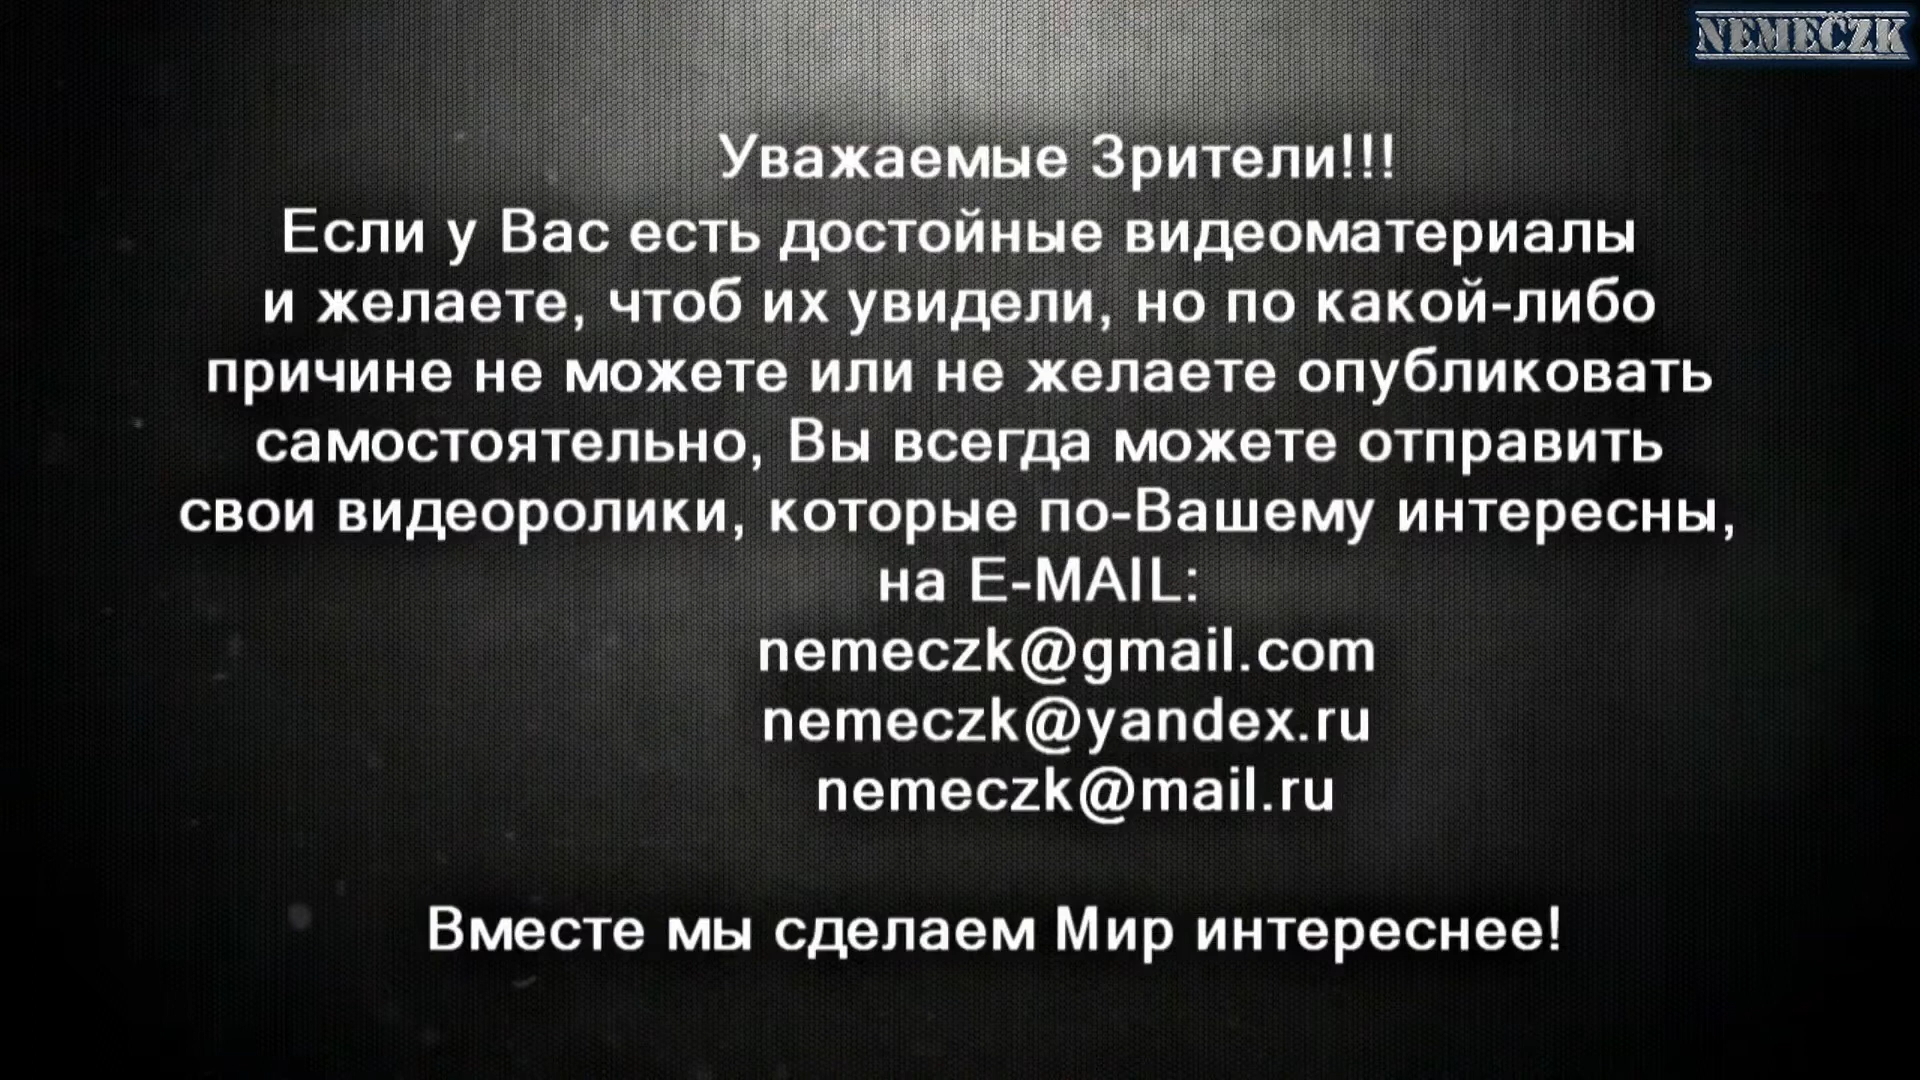 NEMEČZK
Уважаемые Зрители!!!
Если у Вас есть достойные видеоматериалы
и желаете, чтоб их увидели, но по какой-либо
причине не можете или не желаете опубликовать
самостоятельно, Вы всегда можете отправить
свои видеоролики, которые по-Вашему интересны,
на E-MAIL:
nemeczk@gmail.com
nemeczk@yandex.ru
nemeczk@mail.ru
Вместе мы сделаем Мир интереснее!